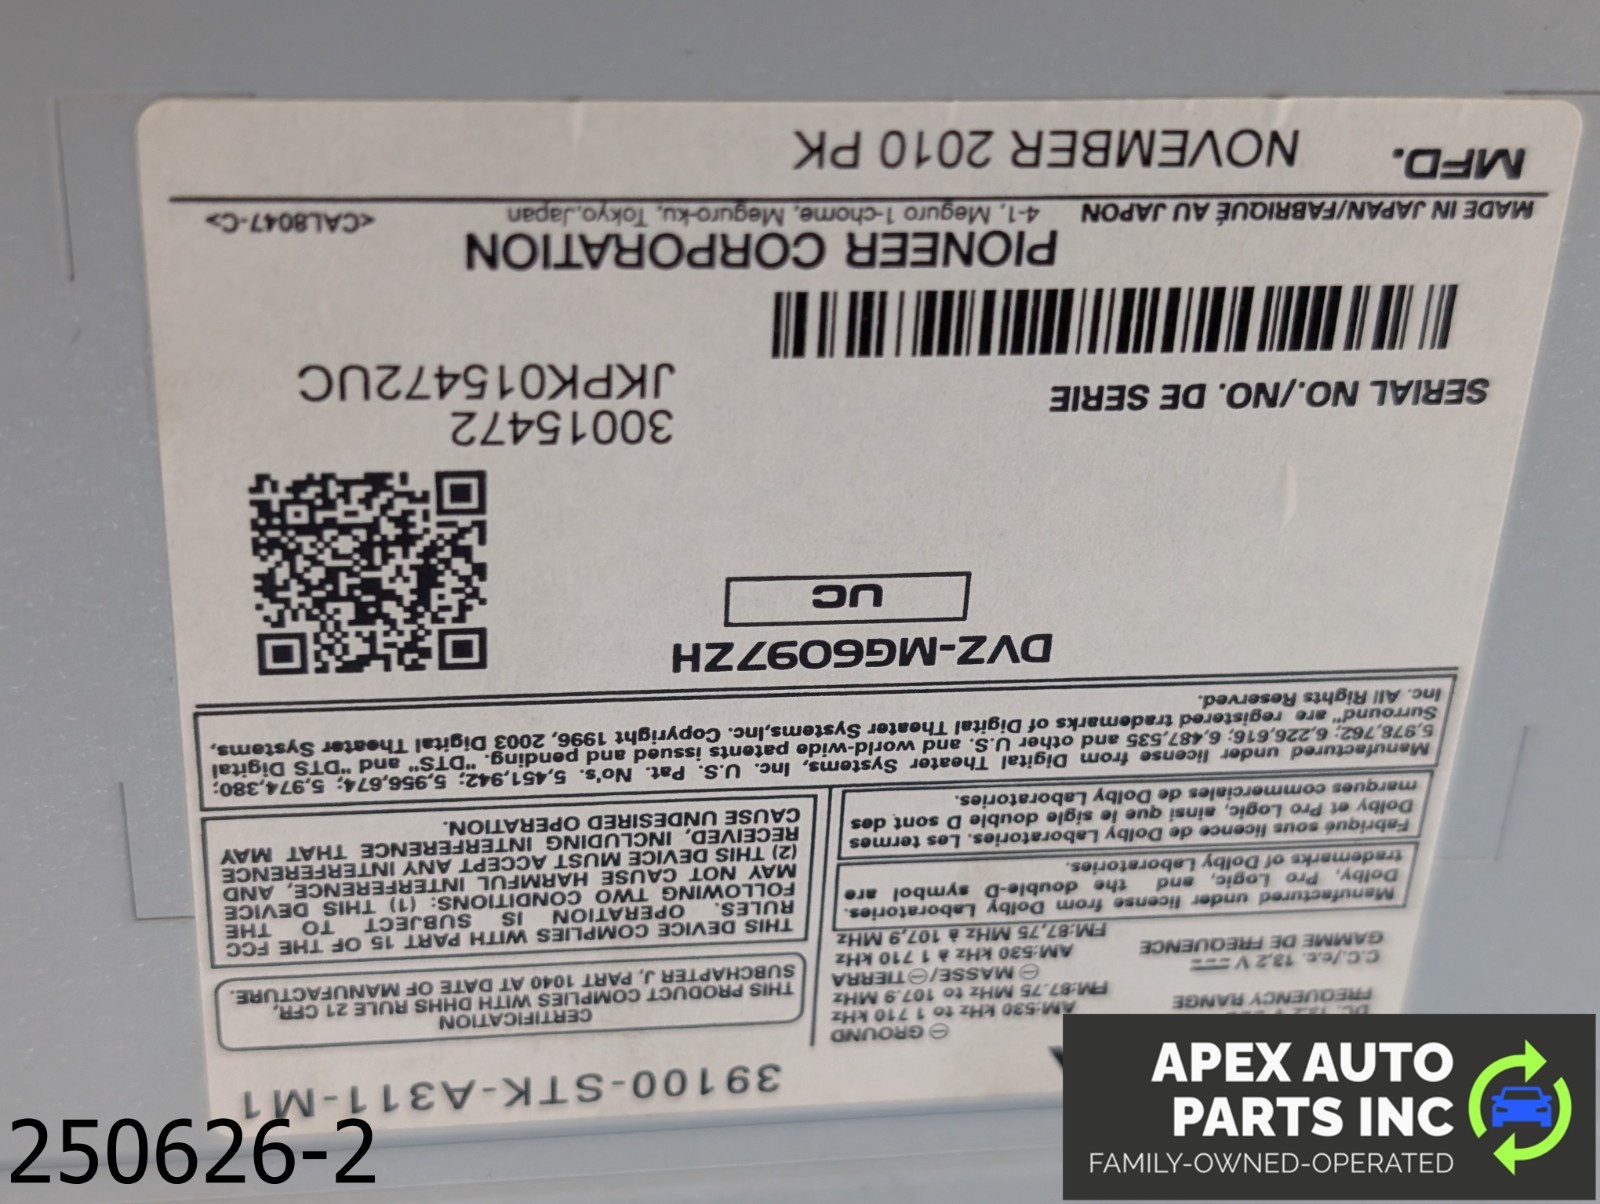 39100-STK-A311-M1
CERTIFICATION
THIS PRODUCT COMPLIES WITH DHHS RULE 21 CFR,
SUBCHAPTER J, PART 1040 AT DATE OF MANUFACTURE.
THIS DEVICE COMPLIES WITH PART 15 OF THE FCC
RULES. OPERATION IS SUBJECT TO THE
FOLLOWING TWO CONDITIONS: (1) THIS DEVICE
MAY NOT CAUSE HARMFUL INTERFERENCE, AND
(2) THIS DEVICE MUST ACCEPT ANY INTERFERENCE
RECEIVED, INCLUDING INTERFERENCE THAT MAY
CAUSE UNDESIRED OPERATION.
⊖ GROUND
FREQUENCY RANGE
AM:530 kHz to 1 710 kHz
FM:87.75 MHz to 107.9 MHz
C.C./c.c. 13,2 V
⊖ MASSE/⊖TIERRA
GAMME DE FREQUENCE
AM:530 kHz à 1 710 kHz
FM:87,75 MHz à 107,9 MHz
Manufactured under license from Dolby Laboratories.
Dolby, Pro Logic, and the double-D symbol are
trademarks of Dolby Laboratories.
Fabriqué sous licence de Dolby Laboratories. Les termes
Dolby et Pro Logic, ainsi que le sigle double D sont des
marques commerciales de Dolby Laboratories.
Manufactured under license from Digital Theater Systems, Inc. U.S. Pat. No's. 5,451,942; 5,956,674; 5,974,380;
5,978,762; 6,226,616; 6,487,535 and other U.S. and world-wide patents issued and pending. "DTS" and "DTS Digital
Surround" are registered trademarks of Digital Theater Systems,Inc. Copyright 1996, 2003 Digital Theater Systems,
Inc. All Rights Reserved.
DVZ-MG6097ZH
UC
30015472
JKPK015472UC
SERIAL NO./NO. DE SERIE
PIONEER CORPORATION
4-1, Meguro 1-chome, Meguro-ku, Tokyo,Japan
MADE IN JAPAN/FABRIQUÉ AU JAPON
<CAL8047-C>
MFD. NOVEMBER 2010 PK
250626-2
APEX AUTO
PARTS INC
FAMILY-OWNED-OPERATED